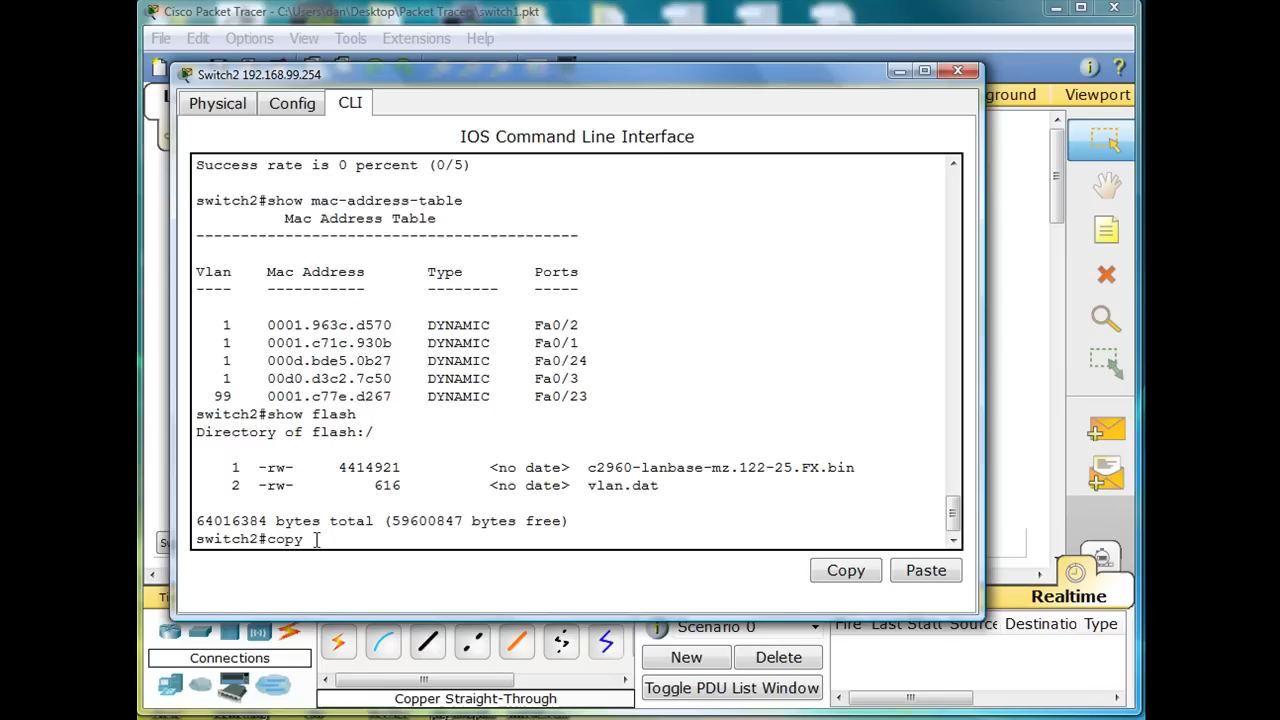 Cisco Packet Tracer - C:\Users\dan\Desktop\Packet Tracers\switch1.pkt
File Edit Options View Tools Extensions Help
Switch2 192.168.99.254
Physical Config CLI
Viewport
IOS Command Line Interface
Success rate is 0 percent (0/5)
switch2#show mac-address-table
Mac Address Table
-------------------------------------------
Vlan Mac Address Type Ports
---- ----------- -------- -----
1 0001.963c.d570 DYNAMIC Fa0/2
1 0001.c71c.930b DYNAMIC Fa0/1
1 000d.bde5.0b27 DYNAMIC Fa0/24
1 00d0.d3c2.7c50 DYNAMIC Fa0/3
99 0001.c77e.d267 DYNAMIC Fa0/23
switch2#show flash
Directory of flash:/
1 -rw- 4414921 <no date> c2960-lanbase-mz.122-25.FX.bin
2 -rw- 616 <no date> vlan.dat
64016384 bytes total (59600847 bytes free)
switch2#copy
Copy Paste
Realtime
Scenario 0
File Last Statu Source Destinatio Type
New Delete
Connections
Toggle PDU List Window
Copper Straight-Through